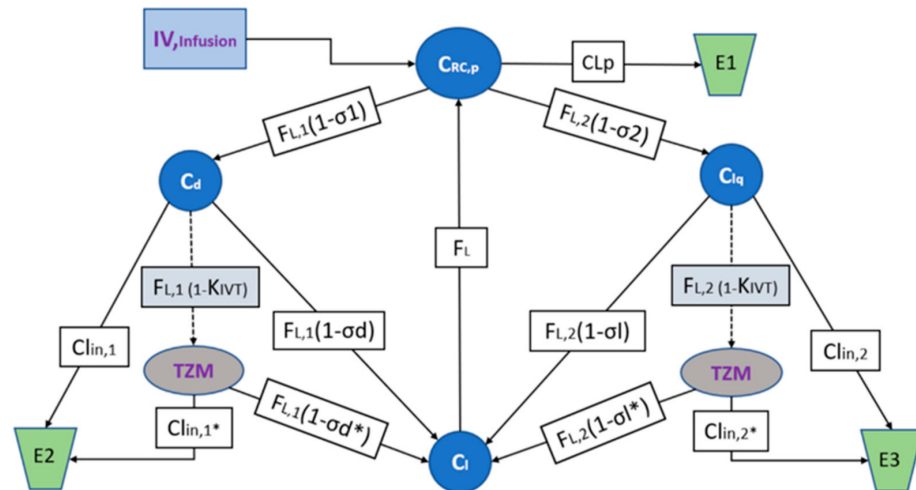 IV,Infusion
CRC,p
CLp
E1
FL,1(1-σ1)
FL,2(1-σ2)
Cd
Clq
FL
FL,1 (1-KIVT)
FL,2 (1-KIVT)
FL,1(1-σd)
FL,2(1-σl)
Clin,1
Clin,2
TZM
TZM
FL,1(1-σd*)
FL,2(1-σl*)
Clin,1*
Clin,2*
E2
Cl
E3